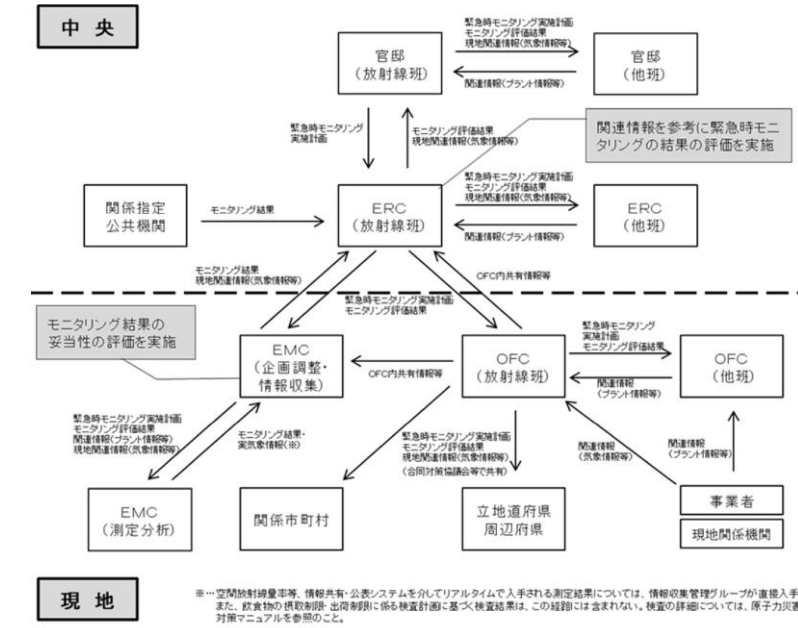 中 央
緊急時モニタリング実施計画
モニタリング評価結果
現地関連情報(気象情報等)
官邸
(放射線班)
官邸
(他班)
関連情報(プラント情報等)
緊急時モニタリング
実施計画
モニタリング評価結果
現地関連情報(気象情報等)
関連情報を参考に緊急時モニ
タリングの結果の評価を実施
緊急時モニタリング実施計画
モニタリング評価結果
現地関連情報(気象情報等)
関係指定
公共機関
モニタリング結果
ERC
(放射線班)
ERC
(他班)
関連情報(プラント情報等)
モニタリング結果
現地関連情報(気象情報等)
OFC内共有情報等
緊急時モニタリング実施計画
モニタリング評価結果
モニタリング結果の
妥当性の評価を実施
緊急時モニタリング
実施計画
モニタリング評価結果
EMC
(企画調整・
情報収集)
OFC内共有情報等
OFC
(放射線班)
OFC
(他班)
関連情報
(プラント情報等)
緊急時モニタリング実施計画
モニタリング評価結果
関連情報(プラント情報等)
現地関連情報(気象情報等)
モニタリング結果・
実気象情報(※)
緊急時モニタリング実施計画
モニタリング評価結果
現地関連情報(気象情報等)
(合同対策協議会等で共有)
関連情報
(気象情報等)
関連情報
(プラント情報等)
EMC
(測定分析)
関係市町村
立地道府県
周辺府県
事業者
現地関係機関
現 地
※…空間放射線量率等、情報共有・公表システムを介してリアルタイムで入手される測定結果については、情報収集管理グループが直接入手
また、飲食物の摂取制限・出荷制限に係る検査計画に基づく検査結果は、この経路には含まれない。検査の詳細については、原子力災害
対策マニュアルを参照のこと。